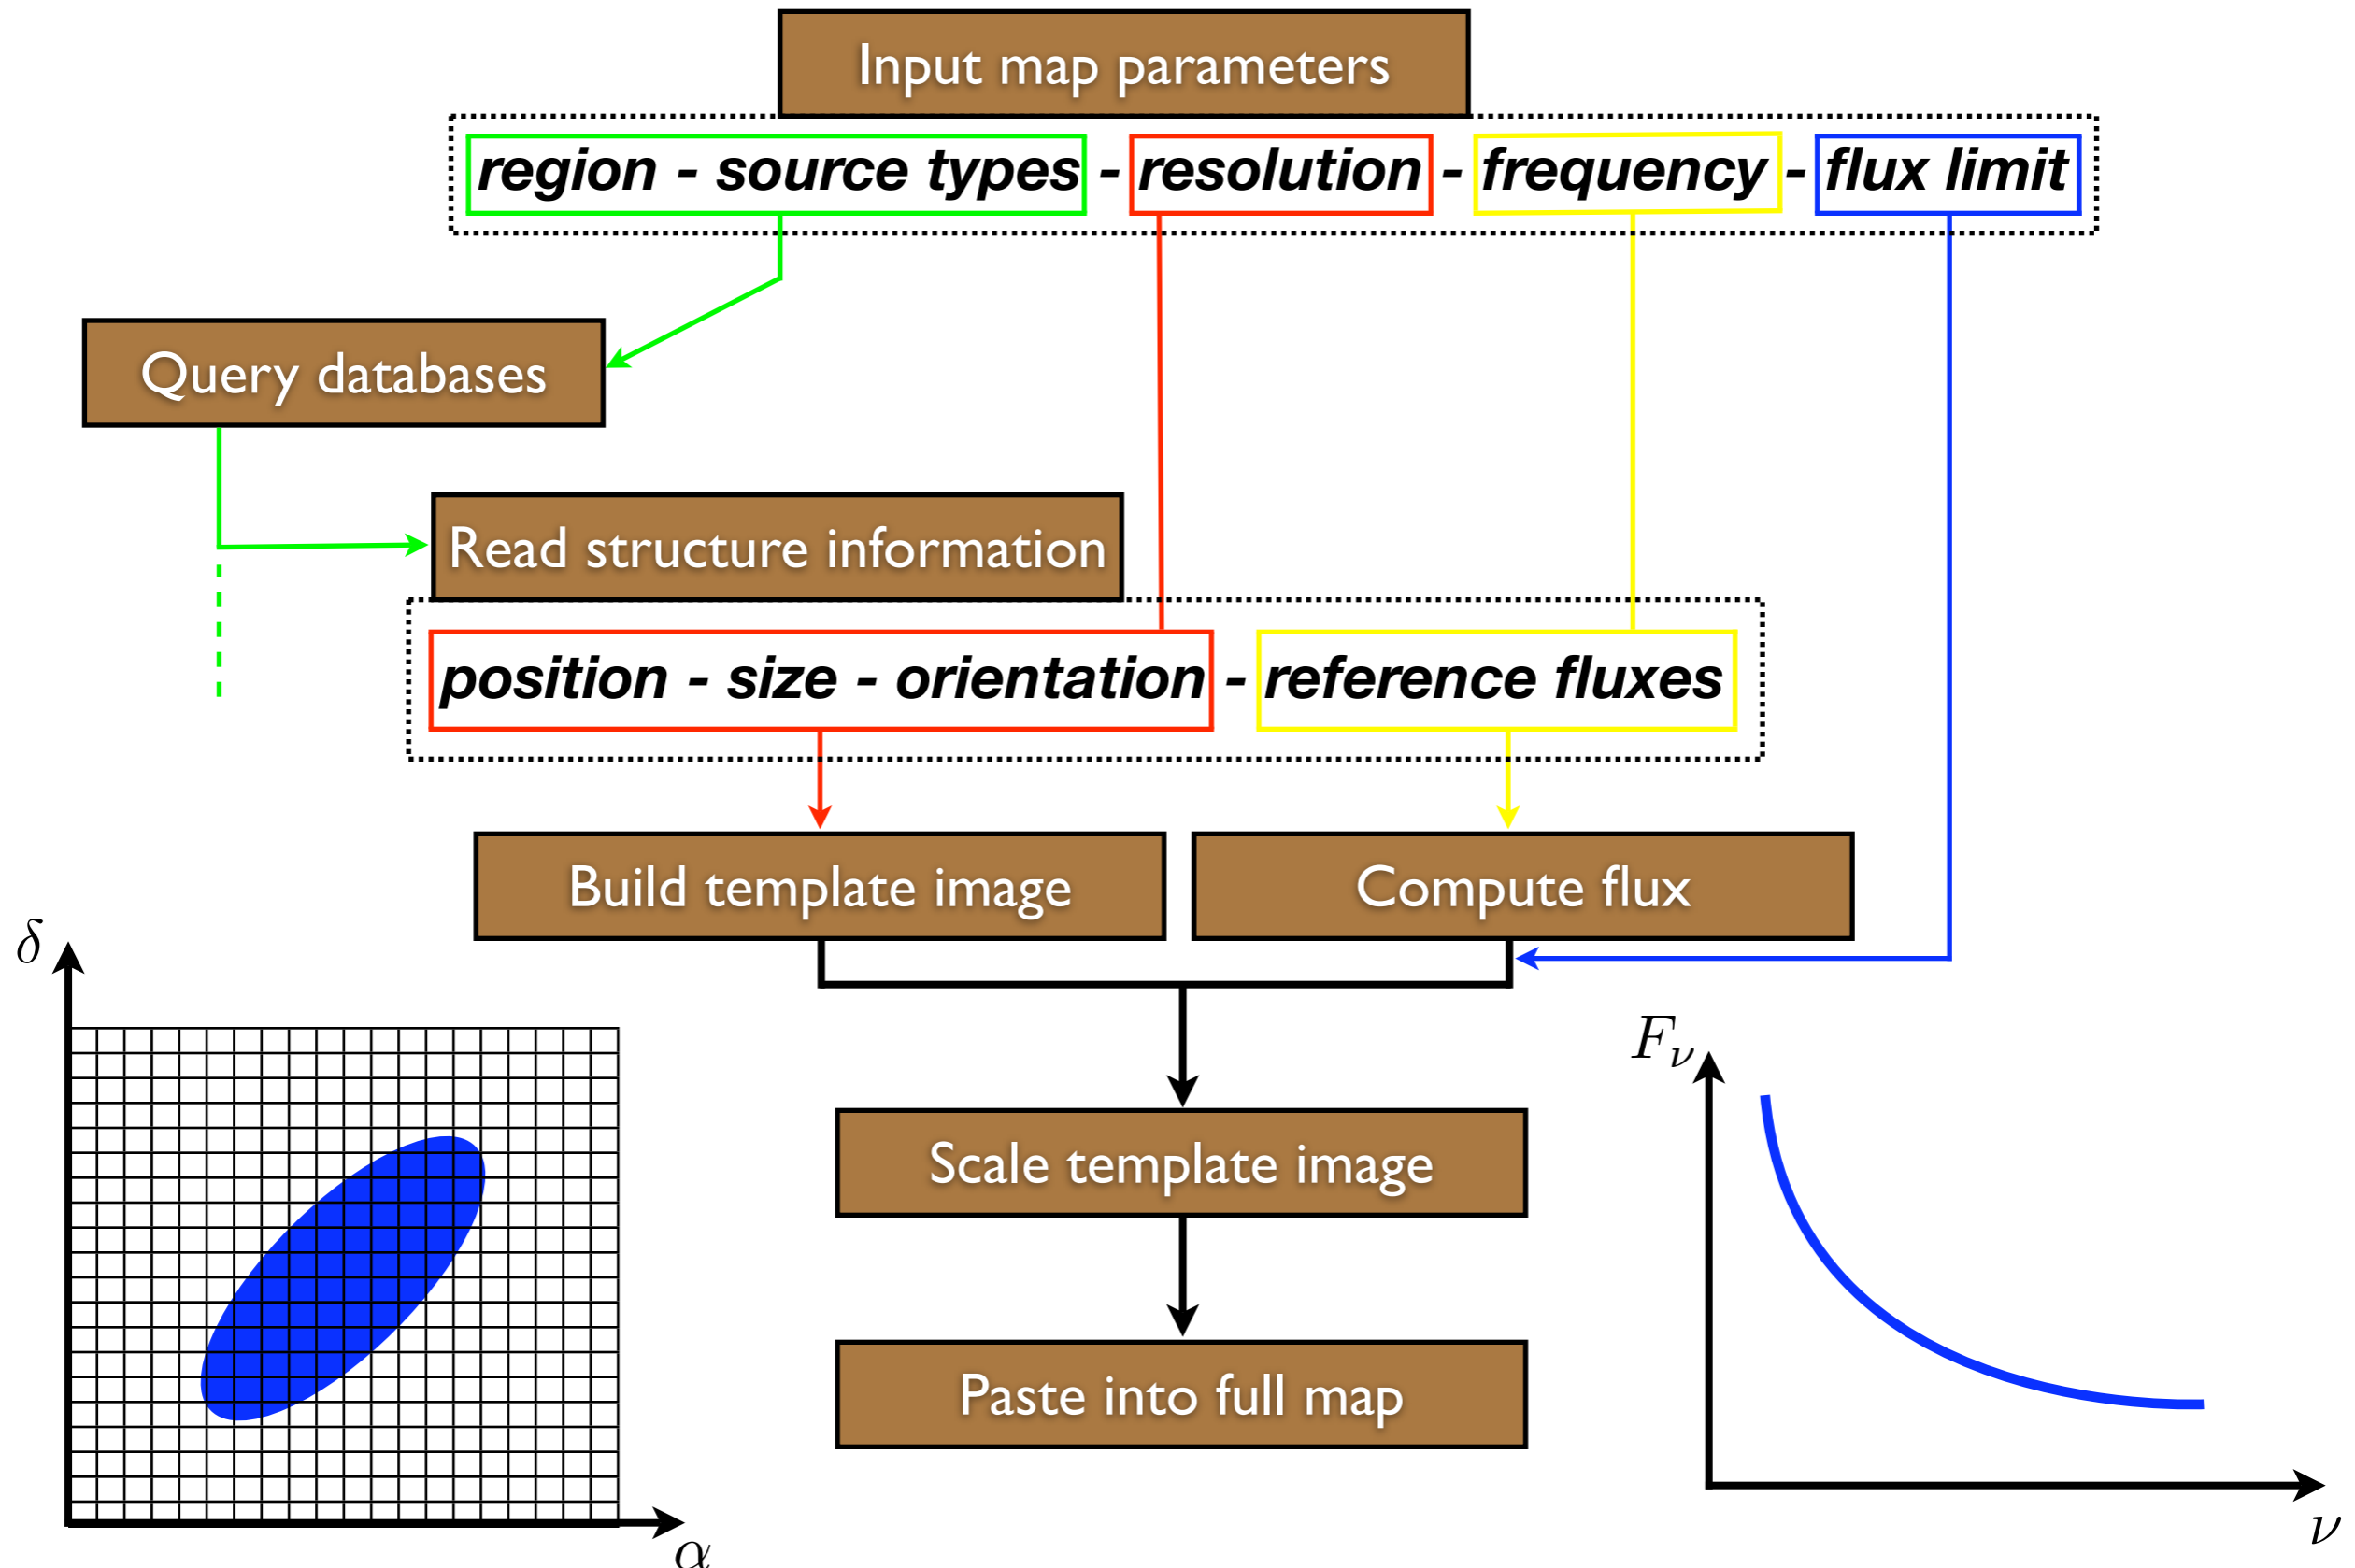 Input map parameters
region - source types - resolution - frequency - flux limit
Query databases
Read structure information
position - size - orientation - reference fluxes
Build template image
Compute flux
δ
F_ν
Scale template image
Paste into full map
ν
α